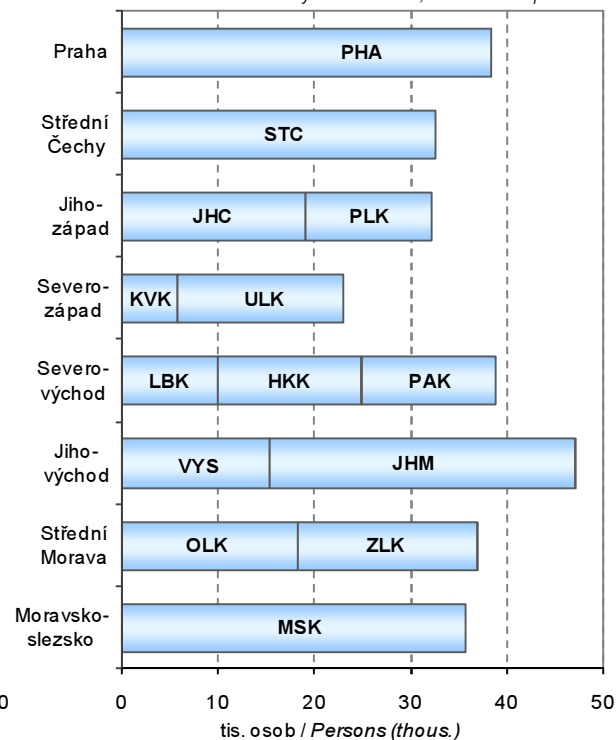 Praha
PHA
Střední
Čechy
STC
Jiho-
západ
JHC PLK
Severo-
západ
KVK ULK
Severo-
východ
LBK HKK PAK
Jiho-
východ
VYS JHM
Střední
Morava
OLK ZLK
Moravsko-
slezsko
MSK
0 0 10 20 30 40 50
tis. osob / Persons (thous.)